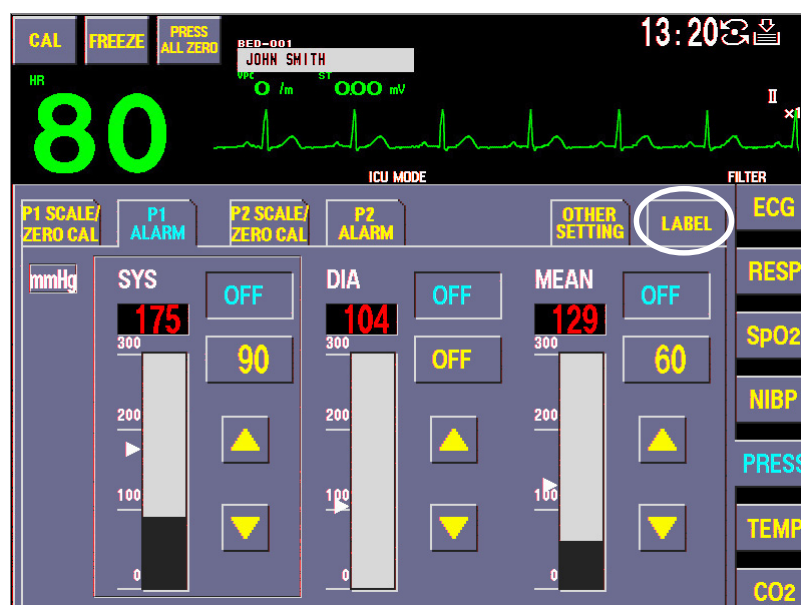 CAL
FREEZE
PRESS
ALL ZERO
BED-001
JOHN SMITH
13:20
HR
80
VPC
0 /m
ST
0.00 mV
II
×1
ICU MODE
FILTER
P1 SCALE/
ZERO CAL
P1
ALARM
P2 SCALE/
ZERO CAL
P2
ALARM
OTHER
SETTING
LABEL
ECG
RESP
SpO2
NIBP
PRESS
TEMP
CO2
mmHg
SYS
175
OFF
90
300
200
100
0
DIA
104
OFF
OFF
300
200
100
0
MEAN
129
OFF
60
300
200
100
0